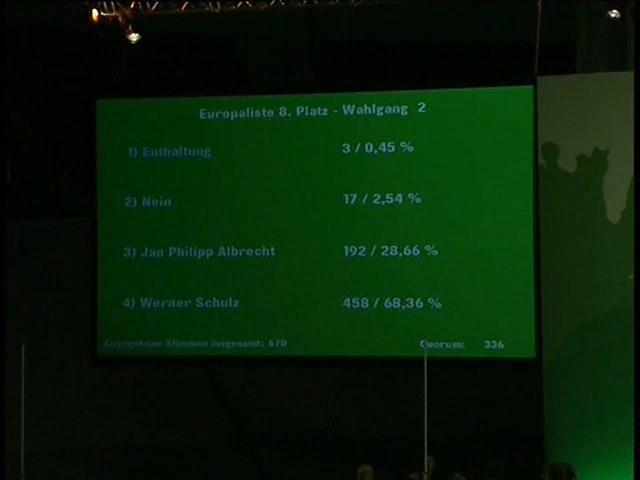 Europaliste 8. Platz - Wahlgang 2
1) Enthaltung 3 / 0,45 %
2) Nein 17 / 2,54 %
3) Jan Philipp Albrecht 192 / 28,66 %
4) Werner Schulz 458 / 68,36 %
Abgegebene Stimmen insgesamt: 670 Quorum: 336